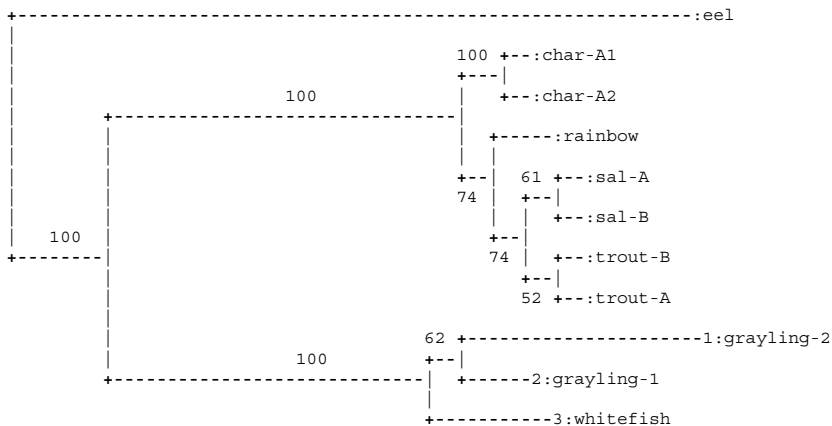 :eel
100 :char-A1
100
:char-A2
:rainbow
61 :sal-A
74
:sal-B
100
74 :trout-B
52 :trout-A
62 1:grayling-2
100
2:grayling-1
3:whitefish